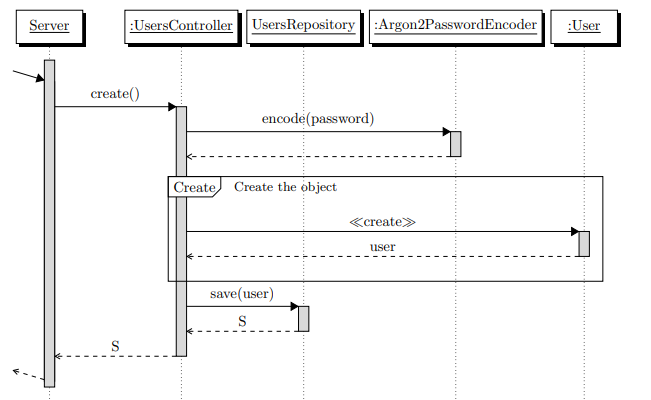 Server
:UsersController
UsersRepository
:Argon2PasswordEncoder
:User
create()
encode(password)
Create
Create the object
≪create≫
user
save(user)
S
S